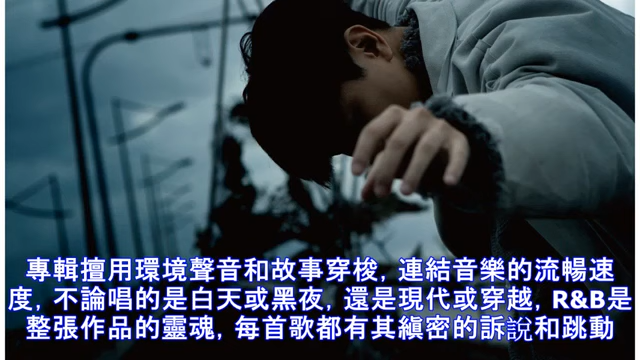 專輯擅用環境聲音和故事穿梭，連結音樂的流暢速
度，不論唱的是白天或黑夜，還是現代或穿越，R&B是
整張作品的靈魂，每首歌都有其縝密的訴說和跳動